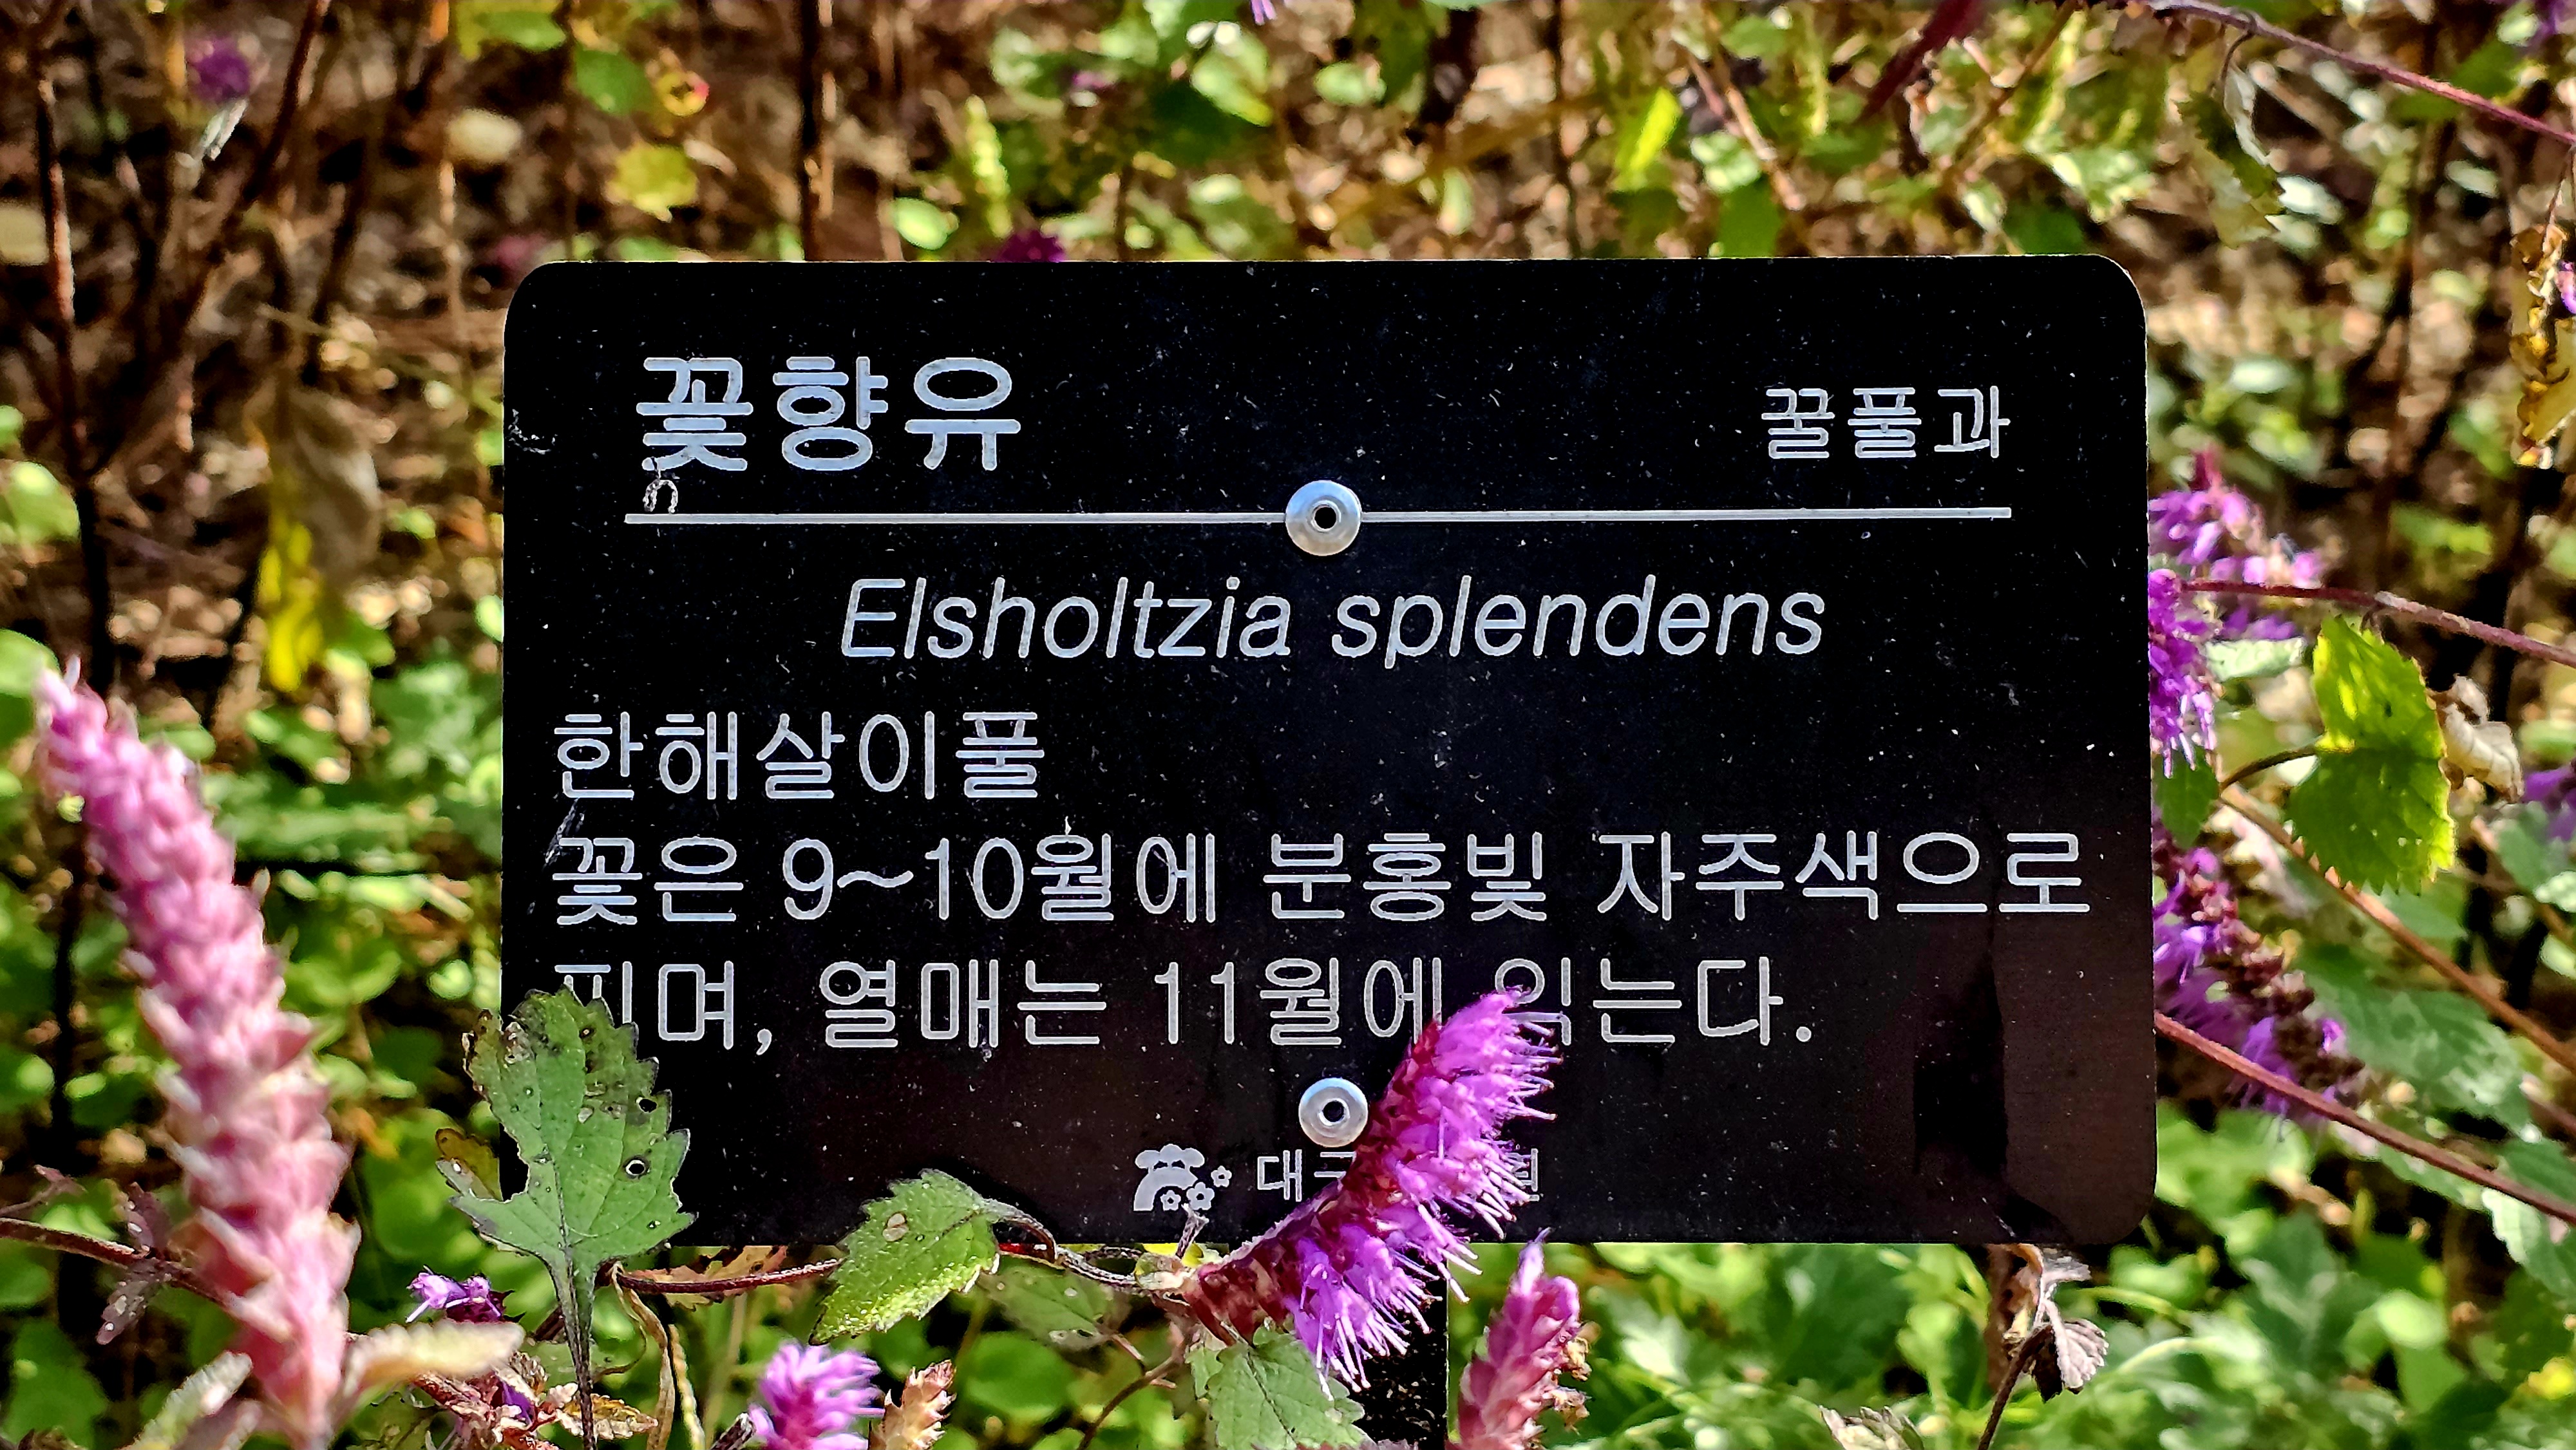 꽃향유 꿀풀과
Elsholtzia splendens
한해살이풀
꽃은 9~10월에 분홍빛 자주색으로
피며, 열매는 11월에 익는다.